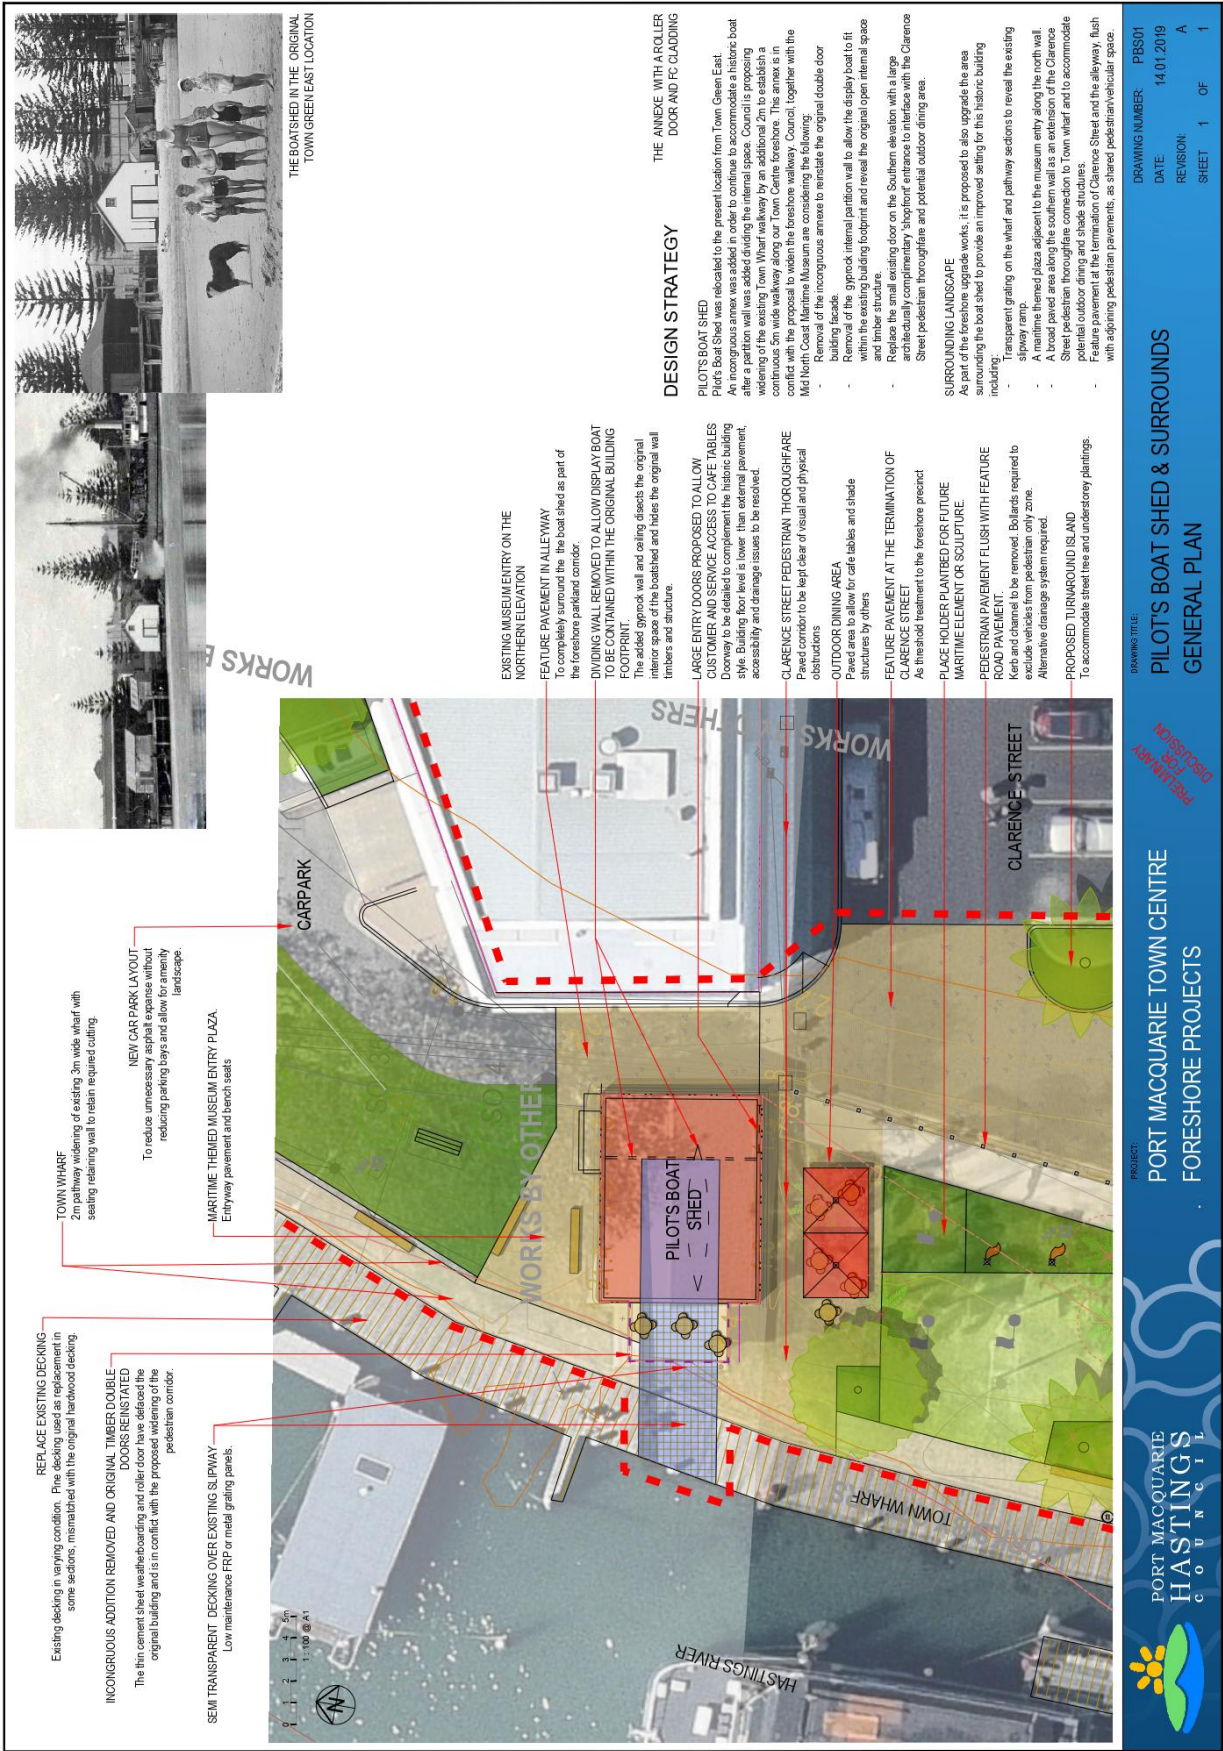 REPLACE EXISTING DECKING
Existing decking in varying condition. Pine decking used as replacement in
some sections, mismatched with the original hardwood decking.
INCONGRUOUS ADDITION REMOVED AND ORIGINAL TIMBER DOUBLE
DOORS REINSTATED
The thin cement sheet weatherboarding and roller door have defaced the
original building and is in conflict with the proposed widening of the
pedestrian corridor.
SEMI TRANSPARENT DECKING OVER EXISTING SLIPWAY
Low maintenance FRP or metal grating panels.
TOWN WHARF
2m pathway widening of existing 3m wide wharf with
seating retaining wall to retain required cutting.
NEW CAR PARK LAYOUT
To reduce unnecessary asphalt expanse without
reducing parking bays and allow for amenity
landscape.
MARITIME THEMED MUSEUM ENTRY PLAZA.
Entryway pavement and bench seats
THE BOATSHED IN THE ORIGINAL
TOWN GREEN EAST LOCATION
THE ANNEXE WITH A ROLLER
DOOR AND FC CLADDING
0 1 2 3 4 5m
1:100 @ A1
N
CARPARK
WORKS B
WORKS BY OTHER
WORKS BY OTHERS
PILOT'S BOAT
SHED
CLARENCE STREET
TOWN WHARF
HASTINGS RIVER
EXISTING MUSEUM ENTRY ON THE
NORTHERN ELEVATION
FEATURE PAVEMENT IN ALLEYWAY
To completely surround the the boat shed as part of
the foreshore parkland corridor.
DIVIDING WALL REMOVED TO ALLOW DISPLAY BOAT
TO BE CONTAINED WITHIN THE ORIGINAL BUILDING
FOOTPRINT.
The added gyprock wall and ceiling disects the original
interior space of the boatshed and hides the original wall
timbers and structure.
LARGE ENTRY DOORS PROPOSED TO ALLOW
CUSTOMER AND SERVICE ACCESS TO CAFE TABLES
Doorway to be detailed to complement the historic building
style. Building floor level is lower than external pavement,
accessibility and drainage issues to be resolved.
CLARENCE STREET PEDESTRIAN THOROUGHFARE
Paved corridor to be kept clear of visual and physical
obstructions
OUTDOOR DINING AREA
Paved area to allow for cafe tables and shade
structures by others
FEATURE PAVEMENT AT THE TERMINATION OF
CLARENCE STREET
As threshold treatment to the foreshore precinct
PLACE HOLDER PLANTBED FOR FUTURE
MARITIME ELEMENT OR SCULPTURE.
PEDESTRIAN PAVEMENT FLUSH WITH FEATURE
ROAD PAVEMENT.
Kerb and channel to be removed. Bollards required to
exclude vehicles from pedestrian only zone.
Alternative drainage system required.
PROPOSED TURNAROUND ISLAND
To accommodate street tree and understorey plantings.
DESIGN STRATEGY
PILOT'S BOAT SHED
Pilot's Boat Shed was relocated to the present location from Town Green East.
An incongruous annex was added in order to continue to accommodate a historic boat
after a partition wall was added dividing the internal space. Council is proposing
widening of the existing Town Wharf walkway by an additional 2m to establish a
continuous 5m wide walkway along our Town Centre foreshore. This annex is in
conflict with the proposal to widen the foreshore walkway. Council, together with the
Mid North Coast Maritime Museum are considering the following:
- Removal of the incongruous annexe to reinstate the original double door
building facade.
- Removal of the gyprock internal partition wall to allow the display boat to fit
within the existing building footprint and reveal the original open internal space
and timber structure.
- Replace the small existing door on the Southern elevation with a large
architecturally complimentary 'shopfront' entrance to interface with the Clarence
Street pedestrian thoroughfare and potential outdoor dining area.
SURROUNDING LANDSCAPE
As part of the foreshore upgrade works, it is proposed to also upgrade the area
surrounding the boat shed to provide an improved setting for this historic building
including:
- Transparent grating on the wharf and pathway sections to reveal the existing
slipway ramp.
- A maritime themed plaza adjacent to the museum entry along the north wall.
- A broad paved area along the southern wall as an extension of the Clarence
Street pedestrian thoroughfare connection to Town wharf and to accommodate
potential outdoor dining and shade structures.
- Feature pavement at the termination of Clarence Street and the alleyway, flush
with adjoining pedestrian pavements, as shared pedestrian/vehicular space.
PORT MACQUARIE
HASTINGS
COUNCIL
PROJECT:
PORT MACQUARIE TOWN CENTRE
FORESHORE PROJECTS
PRELIMINARY
FOR
DISCUSSION
DRAWING TITLE:
PILOT'S BOAT SHED & SURROUNDS
GENERAL PLAN
DRAWING NUMBER: PBS01
DATE: 14.01.2019
REVISION: A
SHEET 1 OF 1